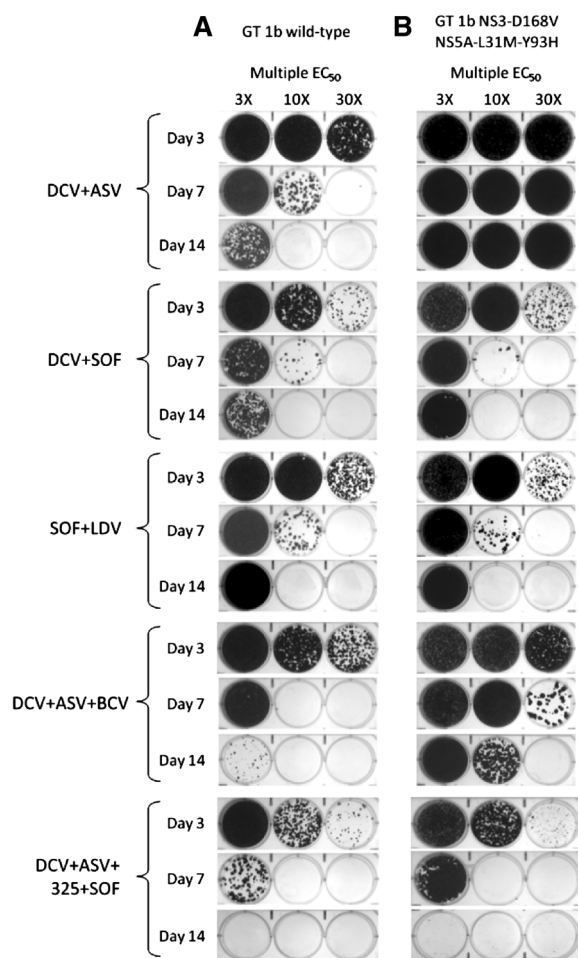 A GT 1b wild-type
B GT 1b NS3-D168V
NS5A-L31M-Y93H
Multiple EC50
3X 10X 30X
Multiple EC50
3X 10X 30X
DCV+ASV
Day 3
Day 7
Day 14
DCV+SOF
Day 3
Day 7
Day 14
SOF+LDV
Day 3
Day 7
Day 14
DCV+ASV+BCV
Day 3
Day 7
Day 14
DCV+ASV+
325+SOF
Day 3
Day 7
Day 14